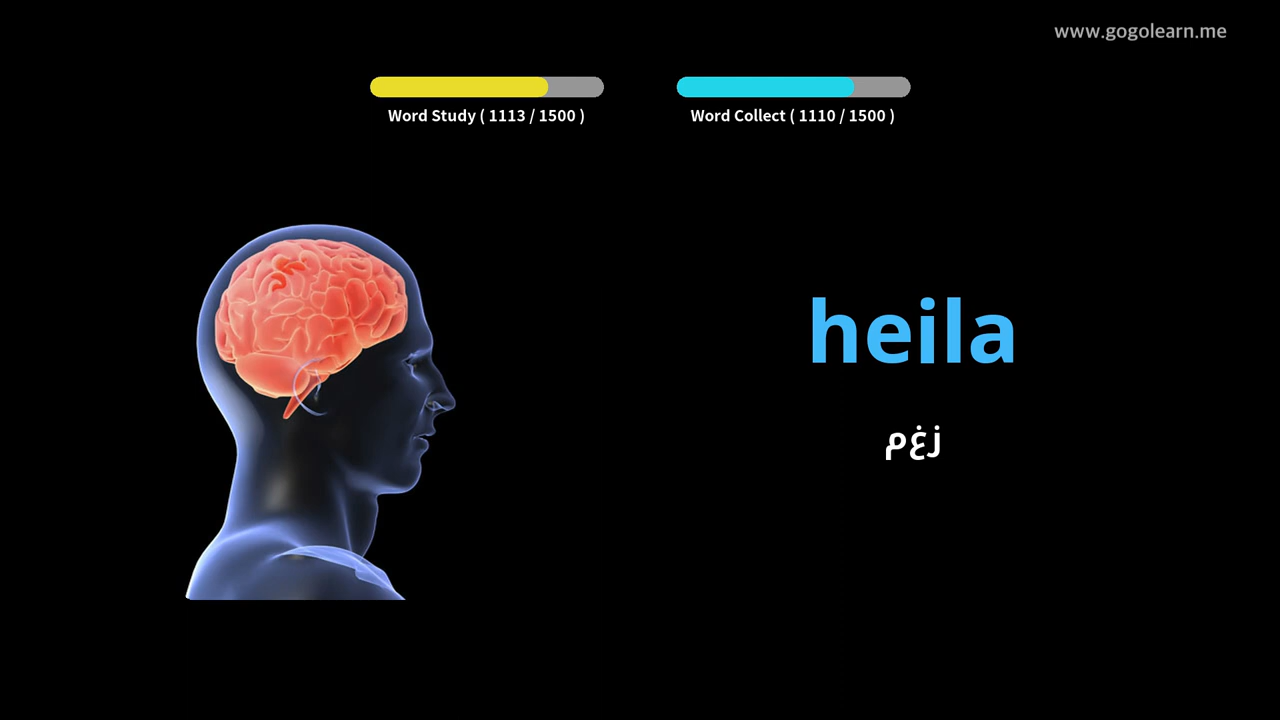 www.gogolearn.me
Word Study ( 1113 / 1500 )
Word Collect ( 1110 / 1500 )
heila
زغم